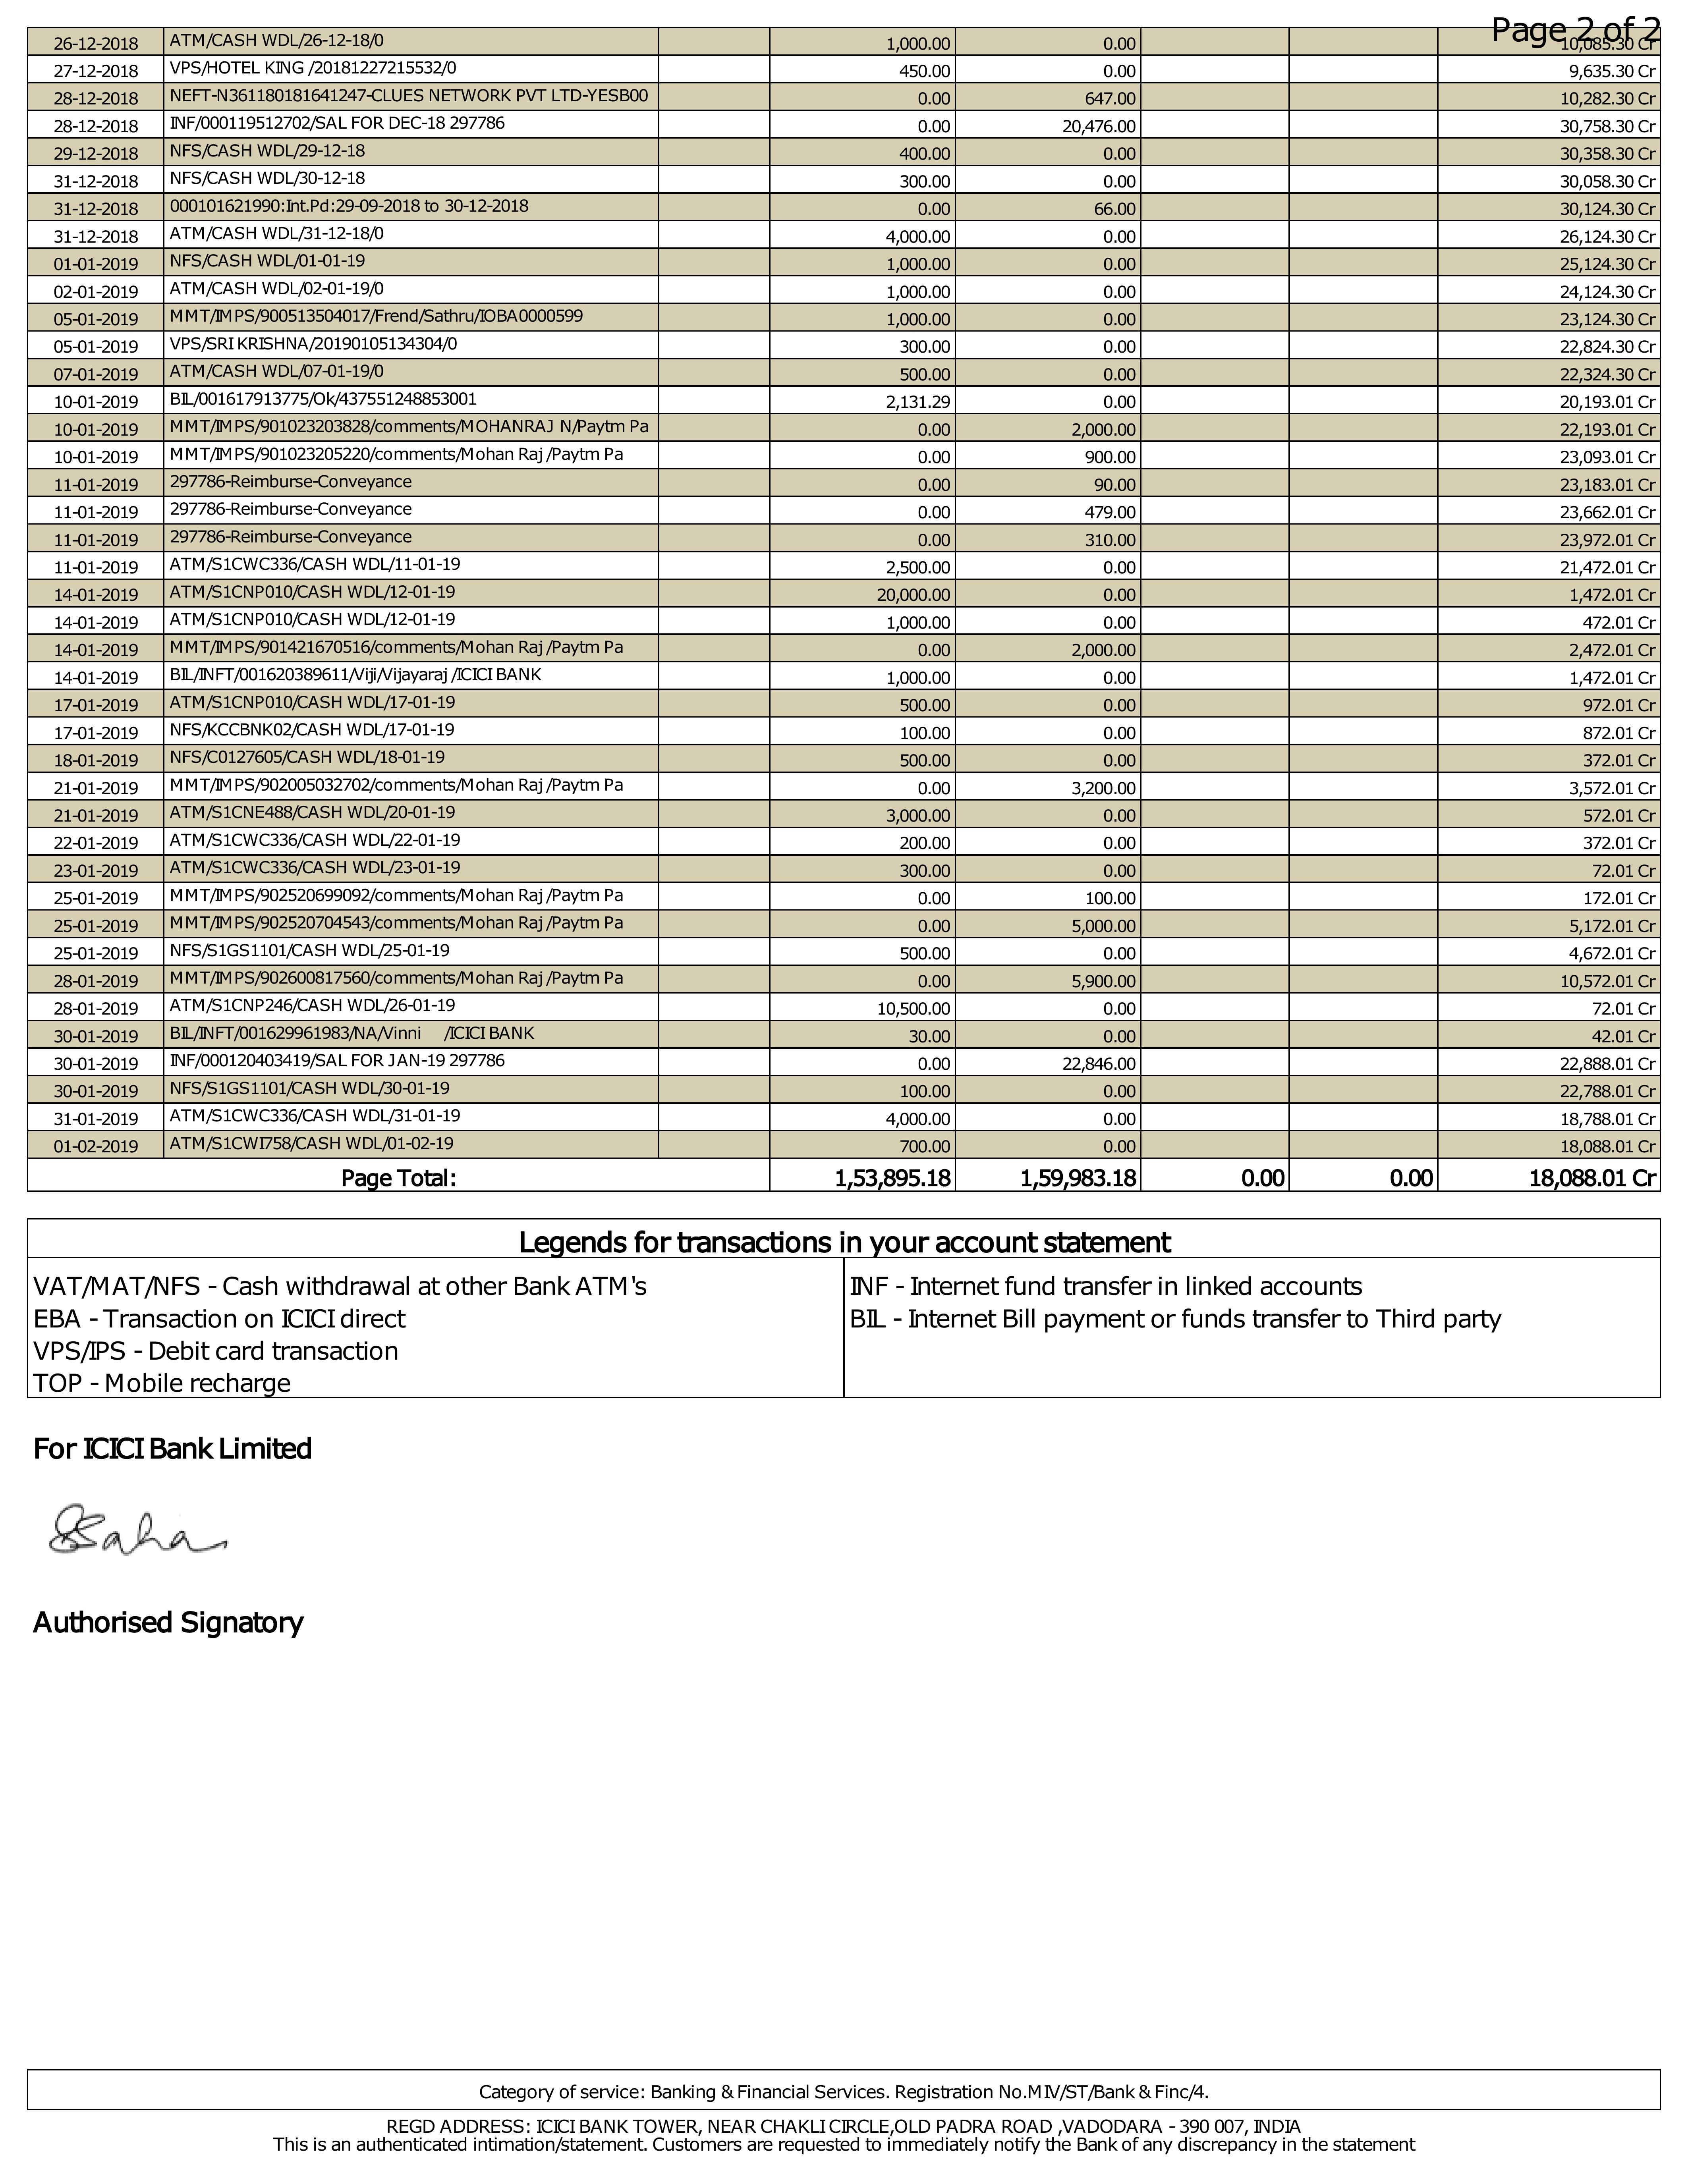 Page 2 of 2
26-12-2018 ATM/CASH WDL/26-12-18/0 1,000.00 0.00 10,085.30 Cr
27-12-2018 VPS/HOTEL KING /20181227215532/0 450.00 0.00 9,635.30 Cr
28-12-2018 NEFT-N361180181641247-CLUES NETWORK PVT LTD-YESB00 0.00 647.00 10,282.30 Cr
28-12-2018 INF/000119512702/SAL FOR DEC-18 297786 0.00 20,476.00 30,758.30 Cr
29-12-2018 NFS/CASH WDL/29-12-18 400.00 0.00 30,358.30 Cr
31-12-2018 NFS/CASH WDL/30-12-18 300.00 0.00 30,058.30 Cr
31-12-2018 000101621990:Int.Pd:29-09-2018 to 30-12-2018 0.00 66.00 30,124.30 Cr
31-12-2018 ATM/CASH WDL/31-12-18/0 4,000.00 0.00 26,124.30 Cr
01-01-2019 NFS/CASH WDL/01-01-19 1,000.00 0.00 25,124.30 Cr
02-01-2019 ATM/CASH WDL/02-01-19/0 1,000.00 0.00 24,124.30 Cr
05-01-2019 MMT/IMPS/900513504017/Frend/Sathru/IOBA0000599 1,000.00 0.00 23,124.30 Cr
05-01-2019 VPS/SRI KRISHNA/20190105134304/0 300.00 0.00 22,824.30 Cr
07-01-2019 ATM/CASH WDL/07-01-19/0 500.00 0.00 22,324.30 Cr
10-01-2019 BIL/001617913775/Ok/437551248853001 2,131.29 0.00 20,193.01 Cr
10-01-2019 MMT/IMPS/901023203828/comments/MOHANRAJ N/Paytm Pa 0.00 2,000.00 22,193.01 Cr
10-01-2019 MMT/IMPS/901023205220/comments/Mohan Raj /Paytm Pa 0.00 900.00 23,093.01 Cr
11-01-2019 297786-Reimburse-Conveyance 0.00 90.00 23,183.01 Cr
11-01-2019 297786-Reimburse-Conveyance 0.00 479.00 23,662.01 Cr
11-01-2019 297786-Reimburse-Conveyance 0.00 310.00 23,972.01 Cr
11-01-2019 ATM/S1CWC336/CASH WDL/11-01-19 2,500.00 0.00 21,472.01 Cr
14-01-2019 ATM/S1CNP010/CASH WDL/12-01-19 20,000.00 0.00 1,472.01 Cr
14-01-2019 ATM/S1CNP010/CASH WDL/12-01-19 1,000.00 0.00 472.01 Cr
14-01-2019 MMT/IMPS/901421670516/comments/Mohan Raj /Paytm Pa 0.00 2,000.00 2,472.01 Cr
14-01-2019 BIL/INFT/001620389611/Viji/Vijayaraj /ICICI BANK 1,000.00 0.00 1,472.01 Cr
17-01-2019 ATM/S1CNP010/CASH WDL/17-01-19 500.00 0.00 972.01 Cr
17-01-2019 NFS/KCCBNK02/CASH WDL/17-01-19 100.00 0.00 872.01 Cr
18-01-2019 NFS/C0127605/CASH WDL/18-01-19 500.00 0.00 372.01 Cr
21-01-2019 MMT/IMPS/902005032702/comments/Mohan Raj /Paytm Pa 0.00 3,200.00 3,572.01 Cr
21-01-2019 ATM/S1CNE488/CASH WDL/20-01-19 3,000.00 0.00 572.01 Cr
22-01-2019 ATM/S1CWC336/CASH WDL/22-01-19 200.00 0.00 372.01 Cr
23-01-2019 ATM/S1CWC336/CASH WDL/23-01-19 300.00 0.00 72.01 Cr
25-01-2019 MMT/IMPS/902520699092/comments/Mohan Raj /Paytm Pa 0.00 100.00 172.01 Cr
25-01-2019 MMT/IMPS/902520704543/comments/Mohan Raj /Paytm Pa 0.00 5,000.00 5,172.01 Cr
25-01-2019 NFS/S1GS1101/CASH WDL/25-01-19 500.00 0.00 4,672.01 Cr
28-01-2019 MMT/IMPS/902600817560/comments/Mohan Raj /Paytm Pa 0.00 5,900.00 10,572.01 Cr
28-01-2019 ATM/S1CNP246/CASH WDL/26-01-19 10,500.00 0.00 72.01 Cr
30-01-2019 BIL/INFT/001629961983/NA/Vinni /ICICI BANK 30.00 0.00 42.01 Cr
30-01-2019 INF/000120403419/SAL FOR JAN-19 297786 0.00 22,846.00 22,888.01 Cr
30-01-2019 NFS/S1GS1101/CASH WDL/30-01-19 100.00 0.00 22,788.01 Cr
31-01-2019 ATM/S1CWC336/CASH WDL/31-01-19 4,000.00 0.00 18,788.01 Cr
01-02-2019 ATM/S1CWI758/CASH WDL/01-02-19 700.00 0.00 18,088.01 Cr
Page Total: 1,53,895.18 1,59,983.18 0.00 0.00 18,088.01 Cr
Legends for transactions in your account statement
VAT/MAT/NFS - Cash withdrawal at other Bank ATM's
EBA - Transaction on ICICI direct
VPS/IPS - Debit card transaction
TOP - Mobile recharge
INF - Internet fund transfer in linked accounts
BIL - Internet Bill payment or funds transfer to Third party
For ICICI Bank Limited
SSaha
Authorised Signatory
Category of service: Banking & Financial Services. Registration No.MIV/ST/Bank & Finc/4.
REGD ADDRESS: ICICI BANK TOWER, NEAR CHAKLI CIRCLE,OLD PADRA ROAD ,VADODARA - 390 007, INDIA
This is an authenticated intimation/statement. Customers are requested to immediately notify the Bank of any discrepancy in the statement